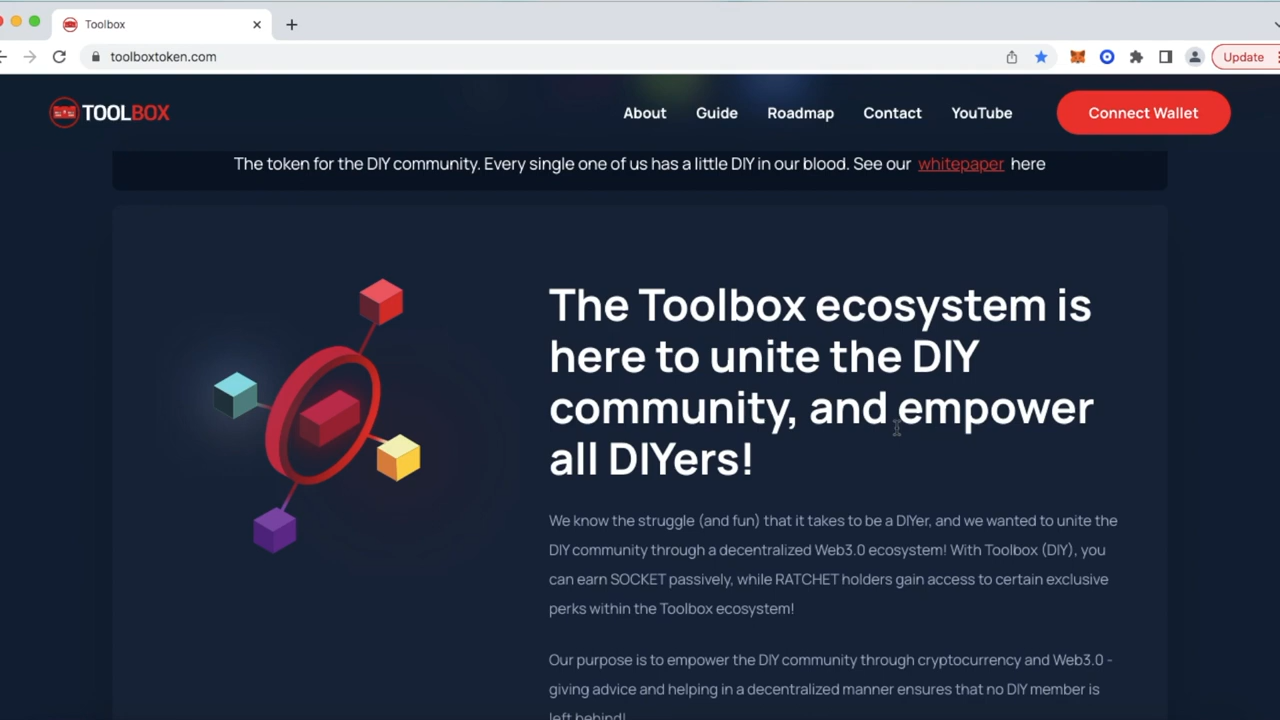 Toolbox
toolboxtoken.com
Update
TOOLBOX
About
Guide
Roadmap
Contact
YouTube
Connect Wallet
The token for the DIY community. Every single one of us has a little DIY in our blood. See our whitepaper here
The Toolbox ecosystem is
here to unite the DIY
community, and empower
all DIYers!
We know the struggle (and fun) that it takes to be a DIYer, and we wanted to unite the
DIY community through a decentralized Web3.0 ecosystem! With Toolbox (DIY), you
can earn SOCKET passively, while RATCHET holders gain access to certain exclusive
perks within the Toolbox ecosystem!
Our purpose is to empower the DIY community through cryptocurrency and Web3.0 -
giving advice and helping in a decentralized manner ensures that no DIY member is
left behind!